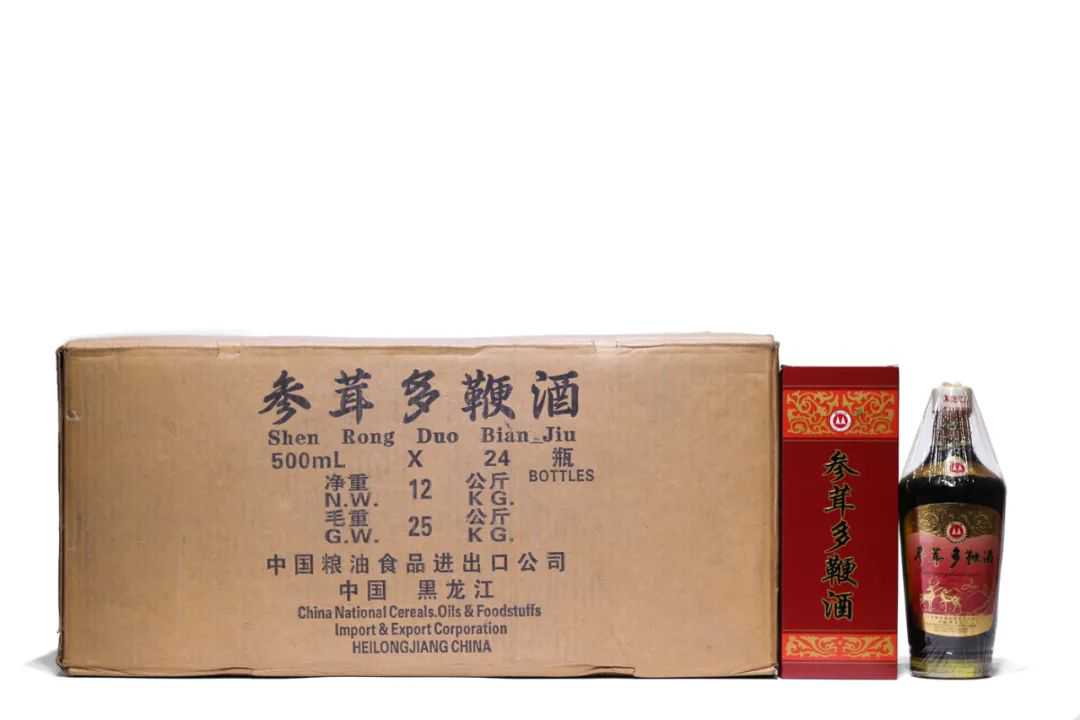 参茸多鞭酒
Shen Rong Duo Biàn Jiu
500mL X 24 瓶
BOTTLES
净重 12 公斤
N.W. KG.
毛重 25 公斤
G.W. KG.
中国粮油食品进出口公司
中国 黑龙江
China National Cereals.Oils & Foodstuffs
Import & Export Corporation
HEILONGJIANG CHINA
参茸多鞭酒
参茸多鞭酒